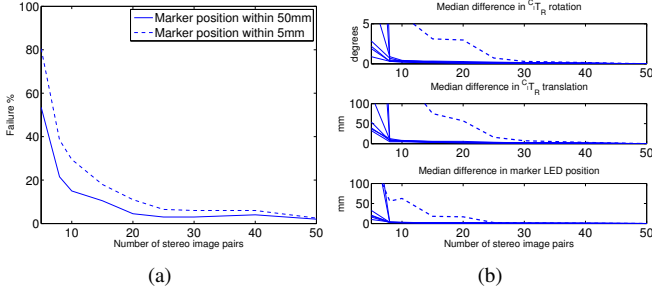 100
80
60
40
20
0
Failure %
Marker position within 50mm
Marker position within 5mm
10
20
30
40
50
Number of stereo image pairs
(a)
Median difference in CiTR rotation
5
0
degrees
10
20
30
40
50
Median difference in CiTR translation
100
50
0
mm
10
20
30
40
50
Median difference in marker LED position
100
50
0
mm
10
20
30
40
50
Number of stereo image pairs
(b)